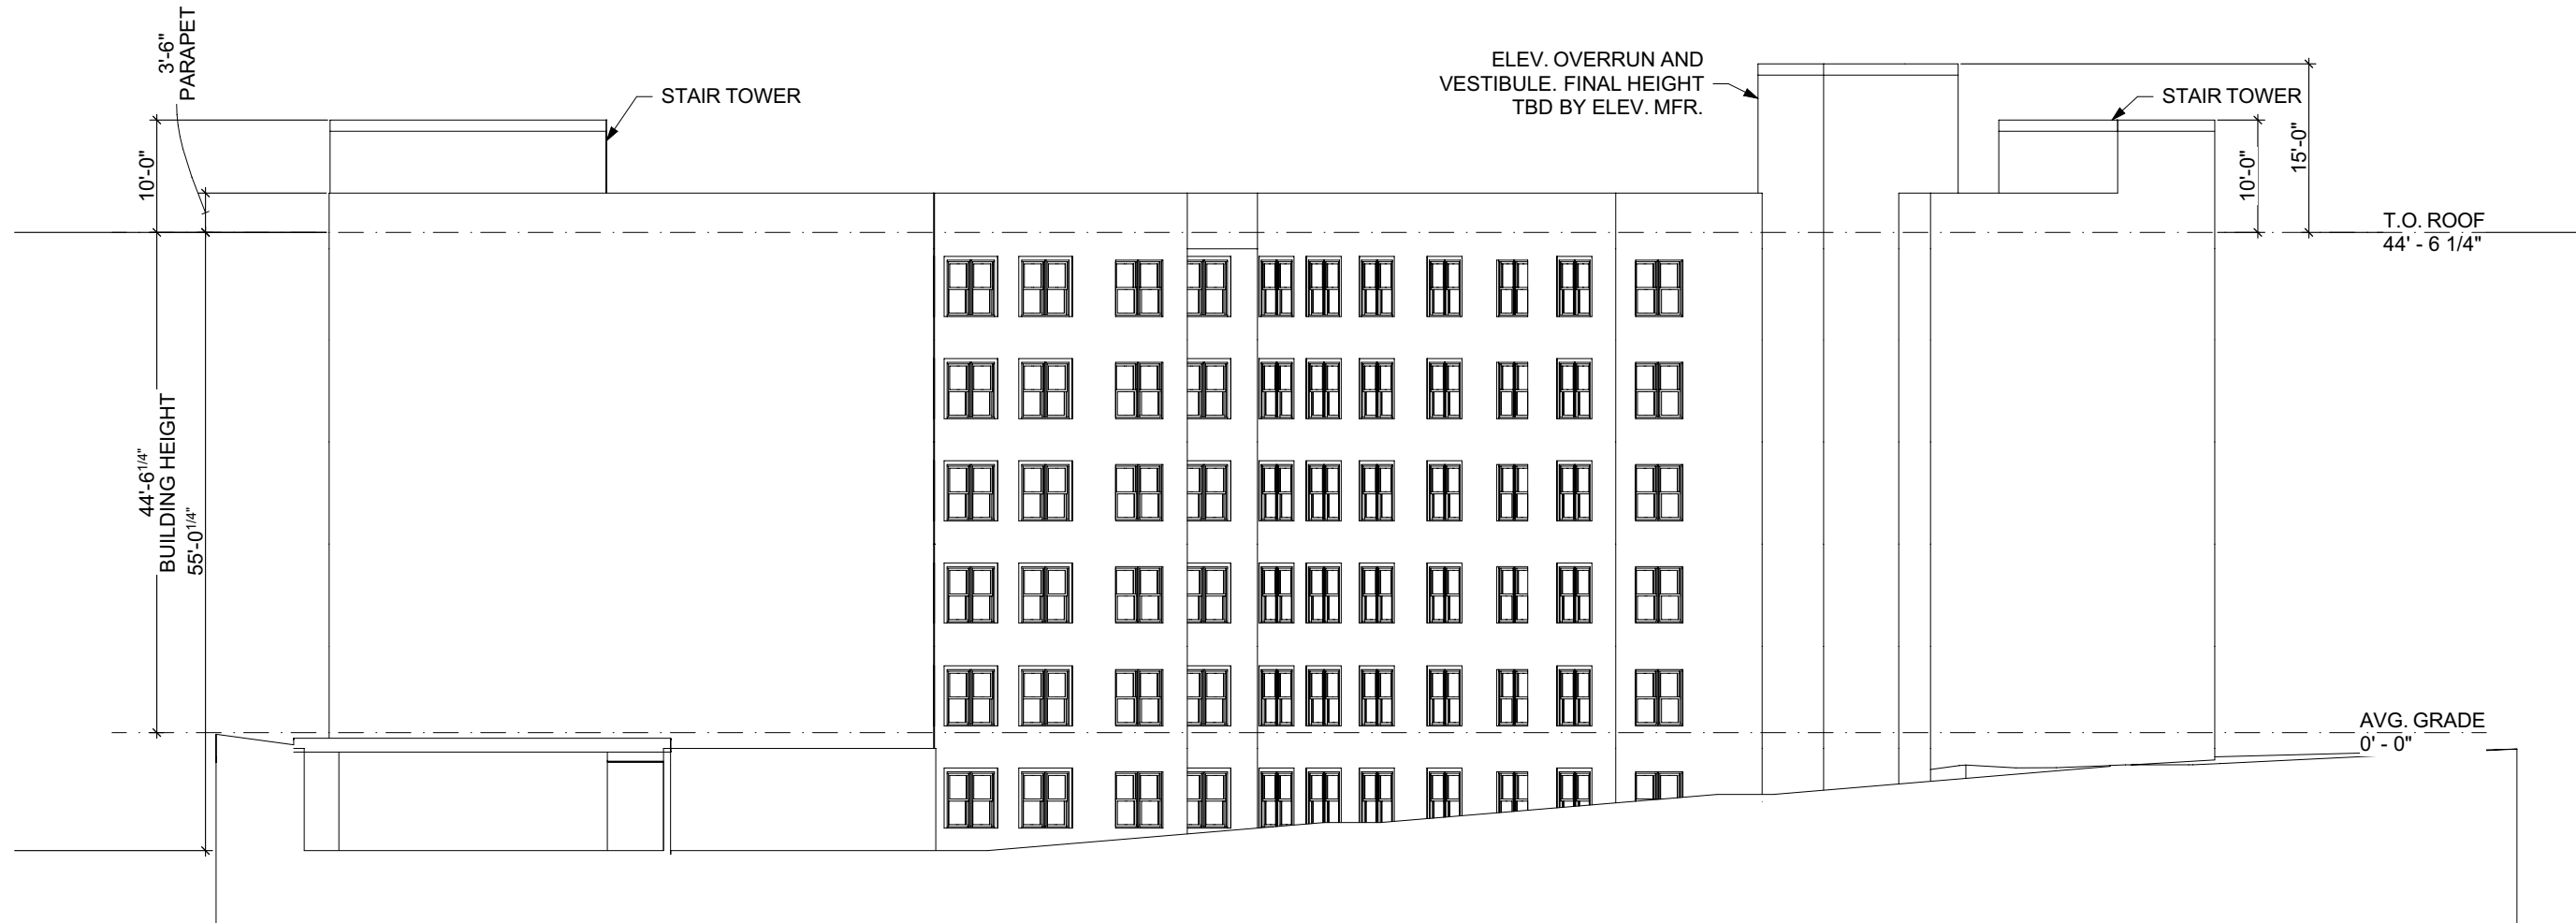 3'-6"
PARAPET
10'-0"
STAIR TOWER
ELEV. OVERRUN AND
VESTIBULE. FINAL HEIGHT
TBD BY ELEV. MFR.
STAIR TOWER
15'-0"
10'-0"
T.O. ROOF
44' - 6 1/4"
44'-6 1/4"
BUILDING HEIGHT
55'-0 1/4"
AVG. GRADE
0' - 0"